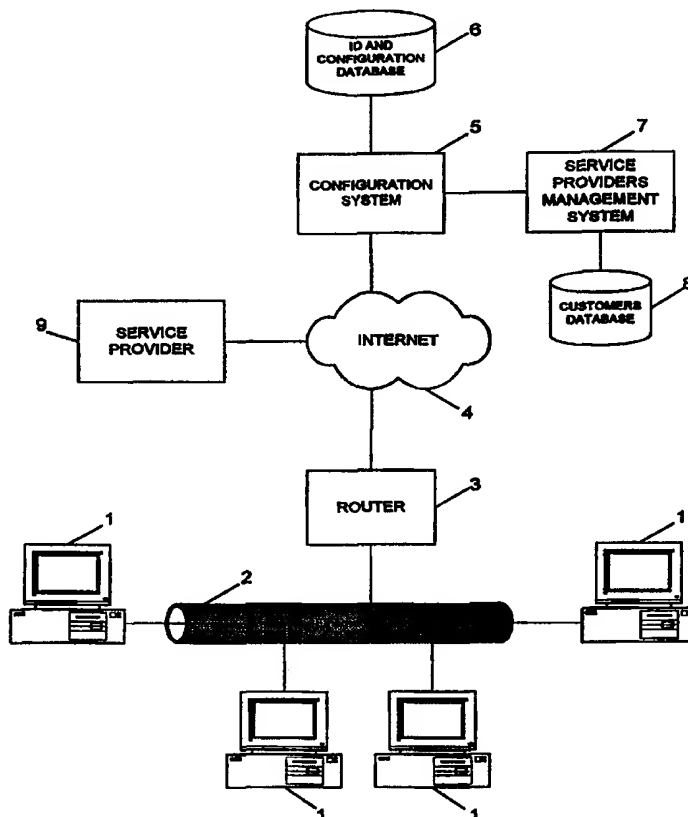 6
ID AND
CONFIGURATION
DATABASE
5
7
CONFIGURATION
SYSTEM
SERVICE
PROVIDERS
MANAGEMENT
SYSTEM
8
CUSTOMERS
DATABASE
9
SERVICE
PROVIDER
INTERNET
4
3
ROUTER
1
1
2
1
1